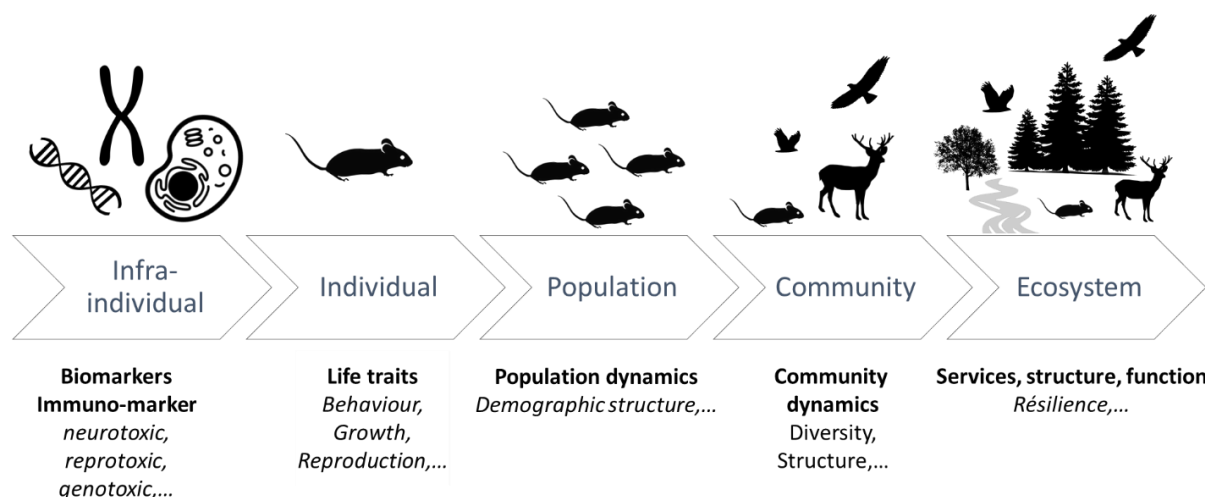 Infra-
individual
Individual
Population
Community
Ecosystem
Biomarkers
Immuno-marker
neurotoxic,
reprotoxic,
genotoxic,...
Life traits
Behaviour,
Growth,
Reproduction,...
Population dynamics
Demographic structure,...
Community
dynamics
Diversity,
Structure,...
Services, structure, function
Résilience,...